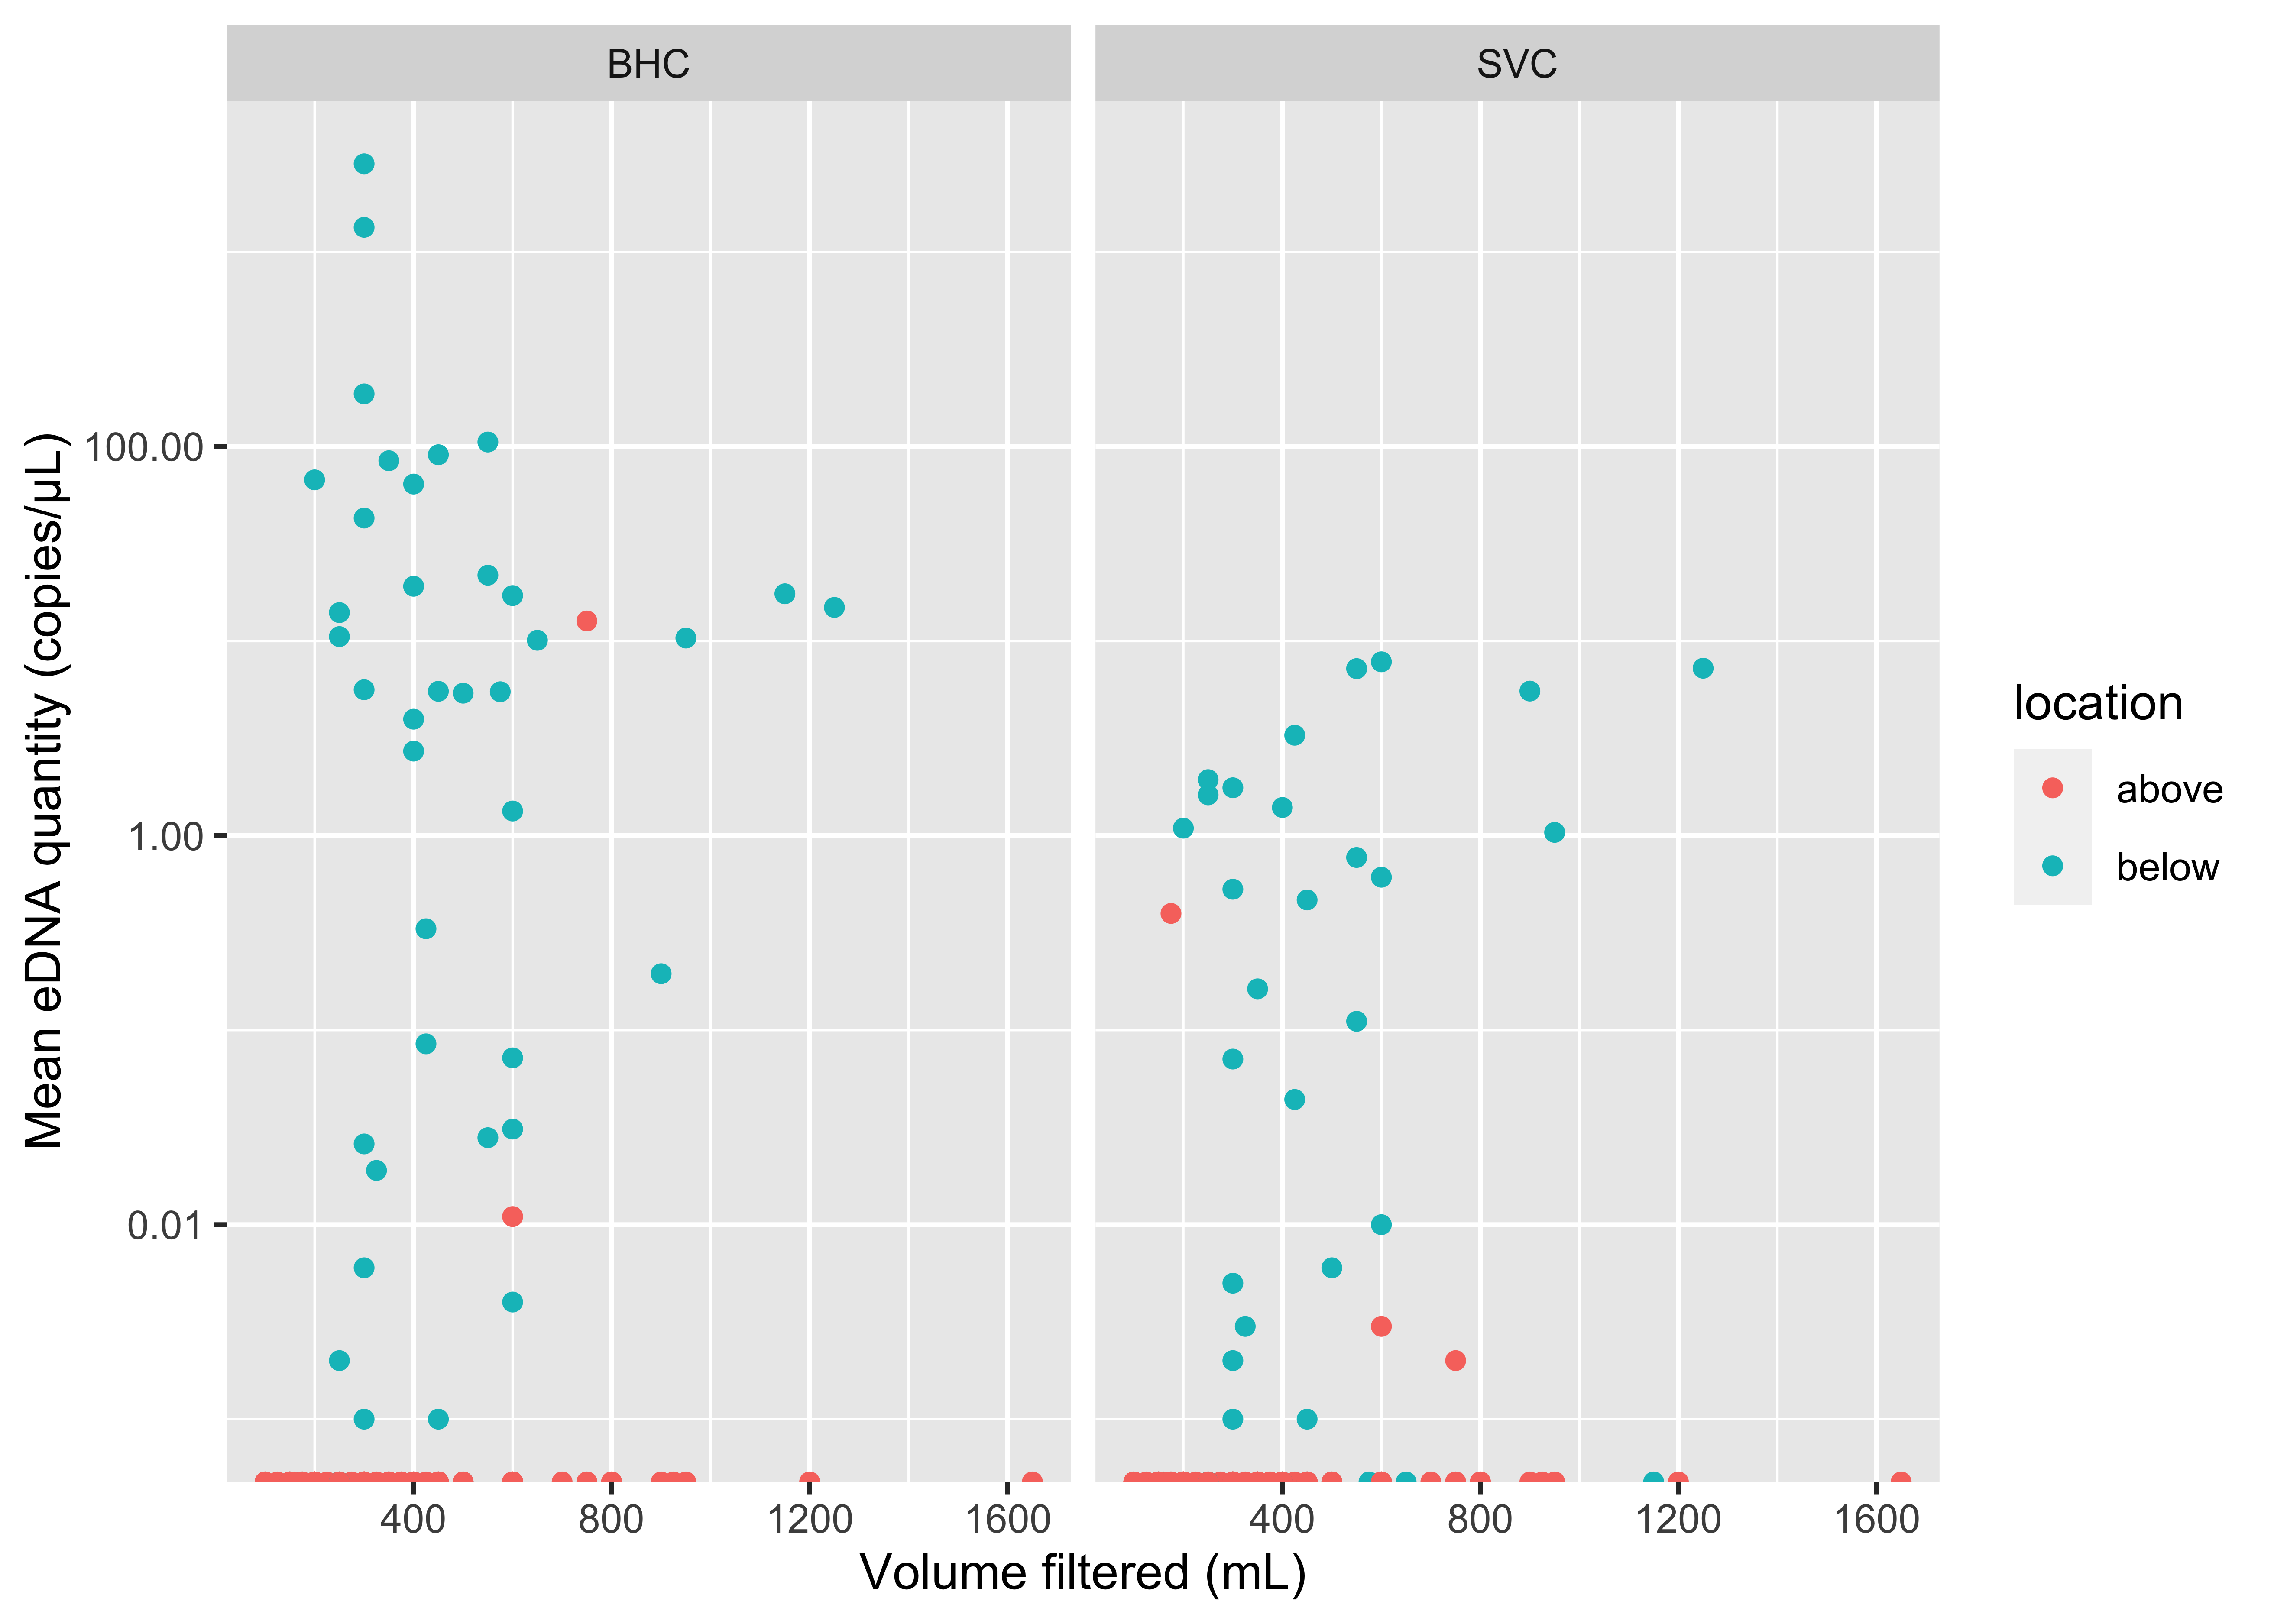 BHC
SVC
Mean eDNA quantity (copies/µL)
100.00
1.00
0.01
400
800
1200
1600
400
800
1200
1600
Volume filtered (mL)
location
above
below